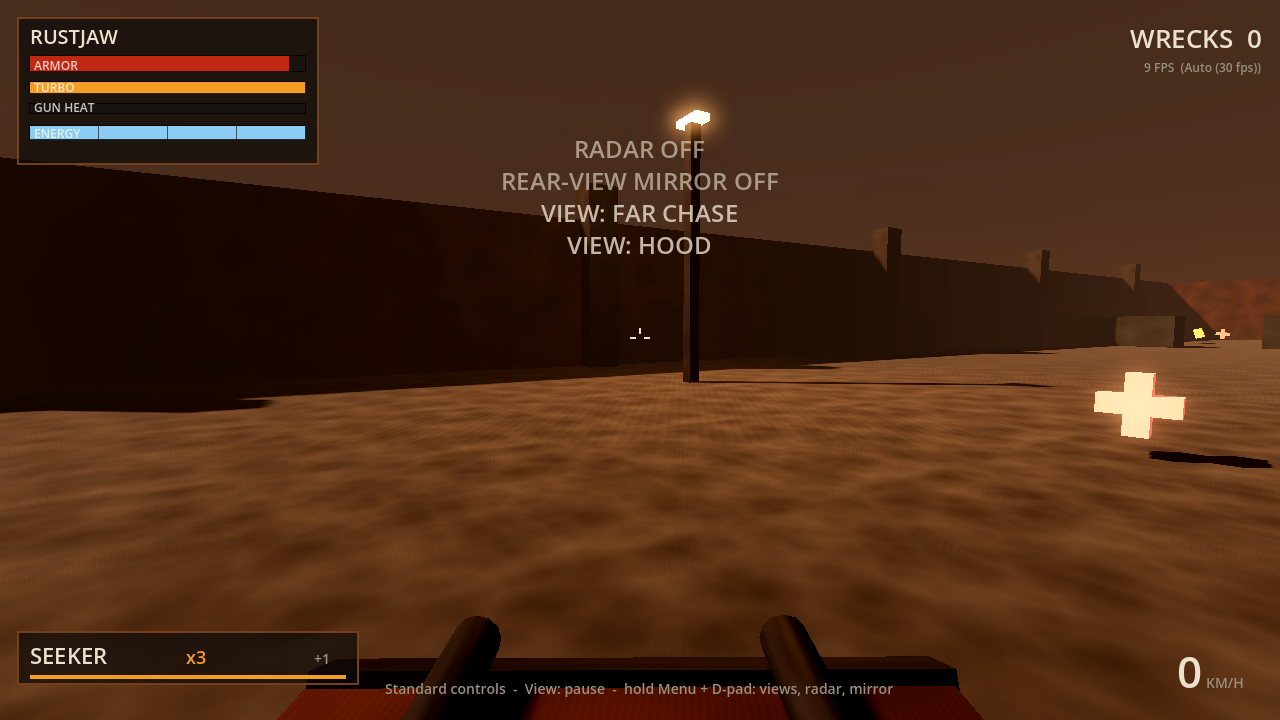 RUSTJAW
ARMOR
TURBO
GUN HEAT
ENERGY
WRECKS 0
9 FPS (Auto (30 fps))
RADAR OFF
REAR-VIEW MIRROR OFF
VIEW: FAR CHASE
VIEW: HOOD
SEEKER x3 +1
Standard controls - View: pause - hold Menu + D-pad: views, radar, mirror
0 KM/H